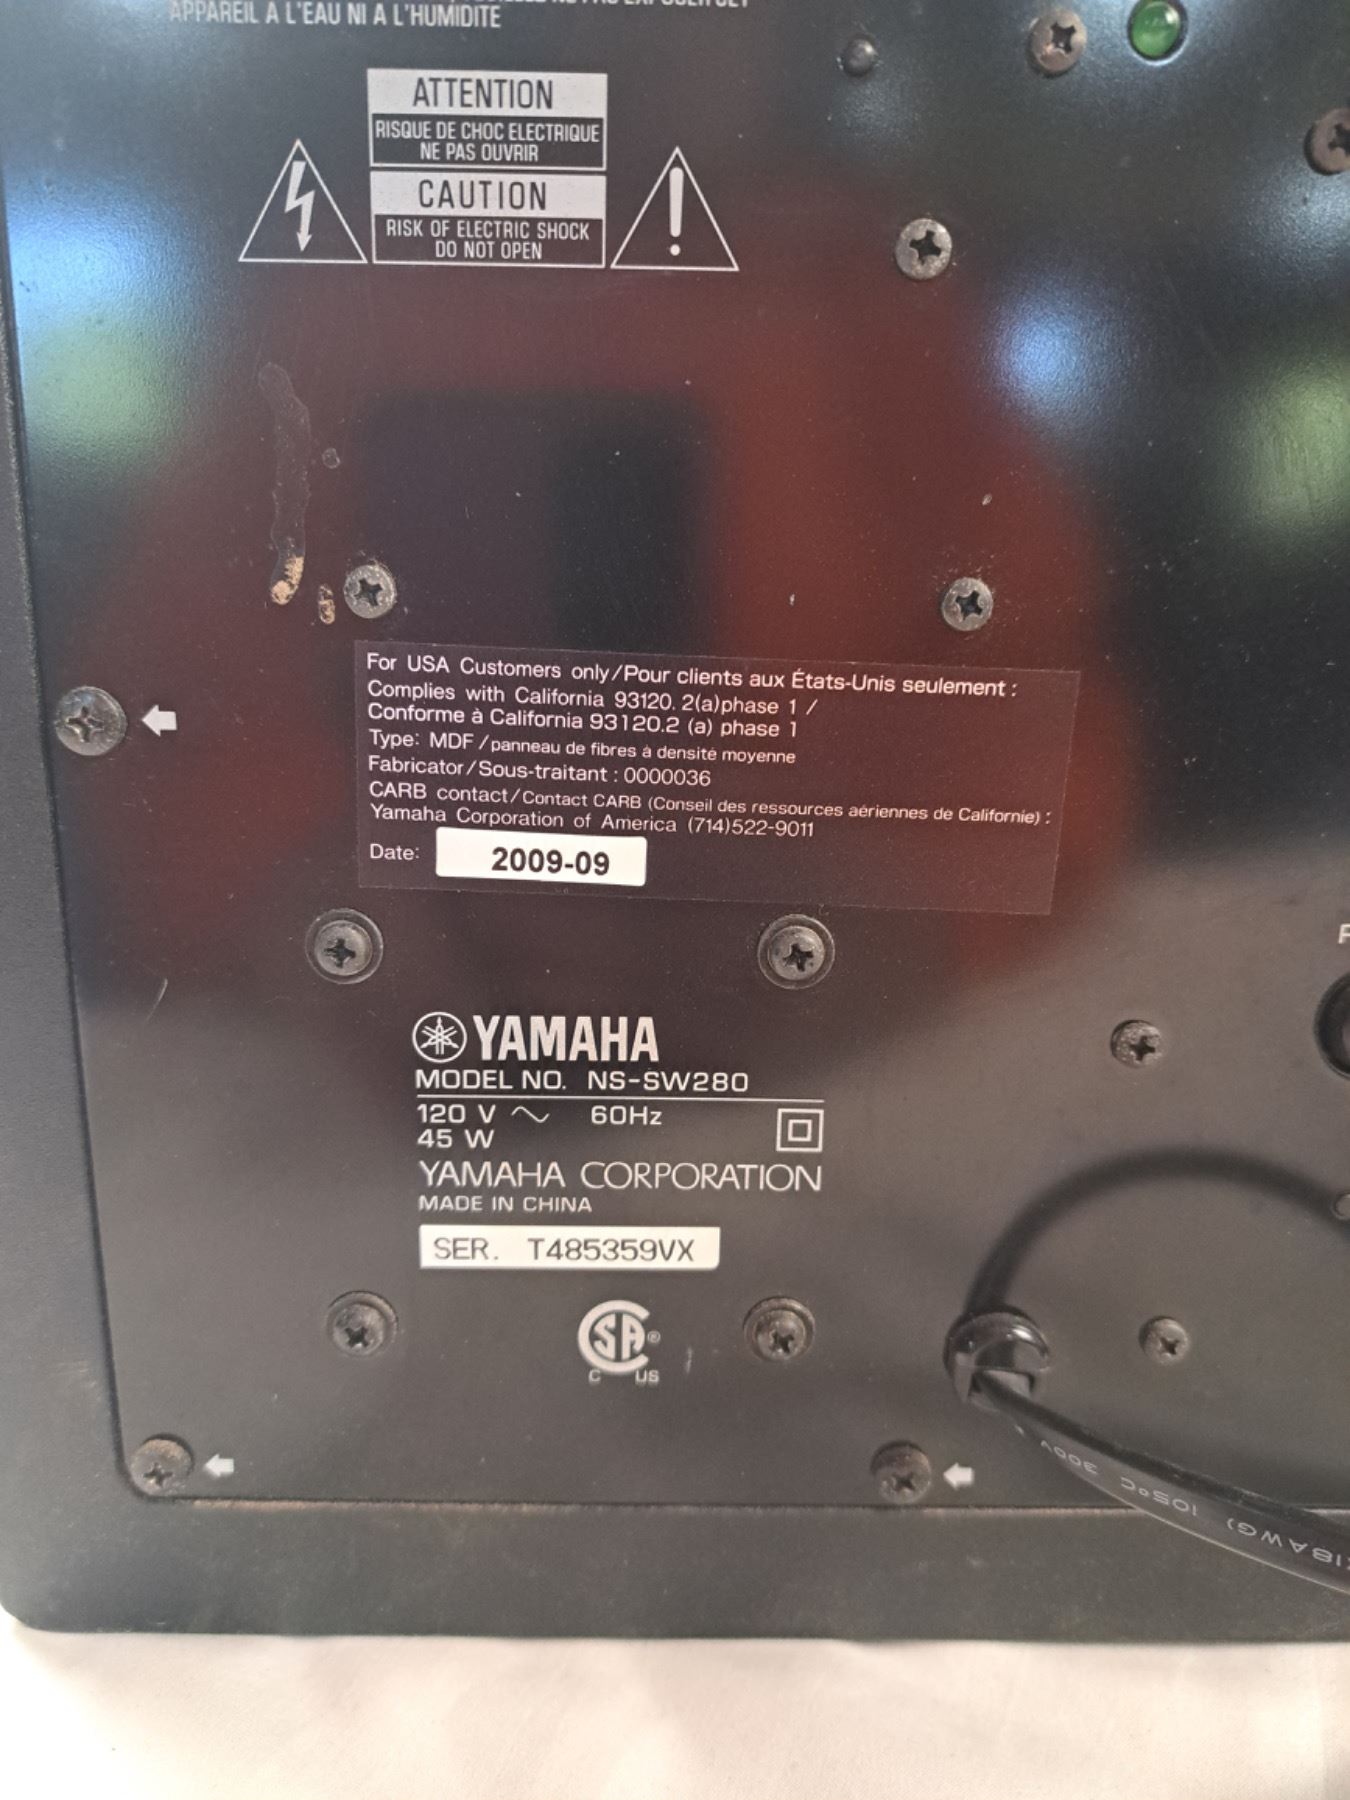 APPAREIL A L'EAU NI A L'HUMIDITE
ATTENTION
RISQUE DE CHOC ELECTRIQUE
NE PAS OUVRIR
CAUTION
RISK OF ELECTRIC SHOCK
DO NOT OPEN
For USA Customers only/Pour clients aux États-Unis seulement :
Complies with California 93120. 2(a)phase 1 /
Conforme à California 93120.2 (a) phase 1
Type: MDF/panneau de fibres à densité moyenne
Fabricator/Sous-traitant : 0000036
CARB contact/Contact CARB (Conseil des ressources aériennes de Californie) :
Yamaha Corporation of America (714)522-9011
Date: 2009-09
YAMAHA
MODEL NO. NS-SW280
120 V ~ 60Hz
45 W
YAMAHA CORPORATION
MADE IN CHINA
SER. T485359VX
CSA®
C US
18AWG) 105°C 300V